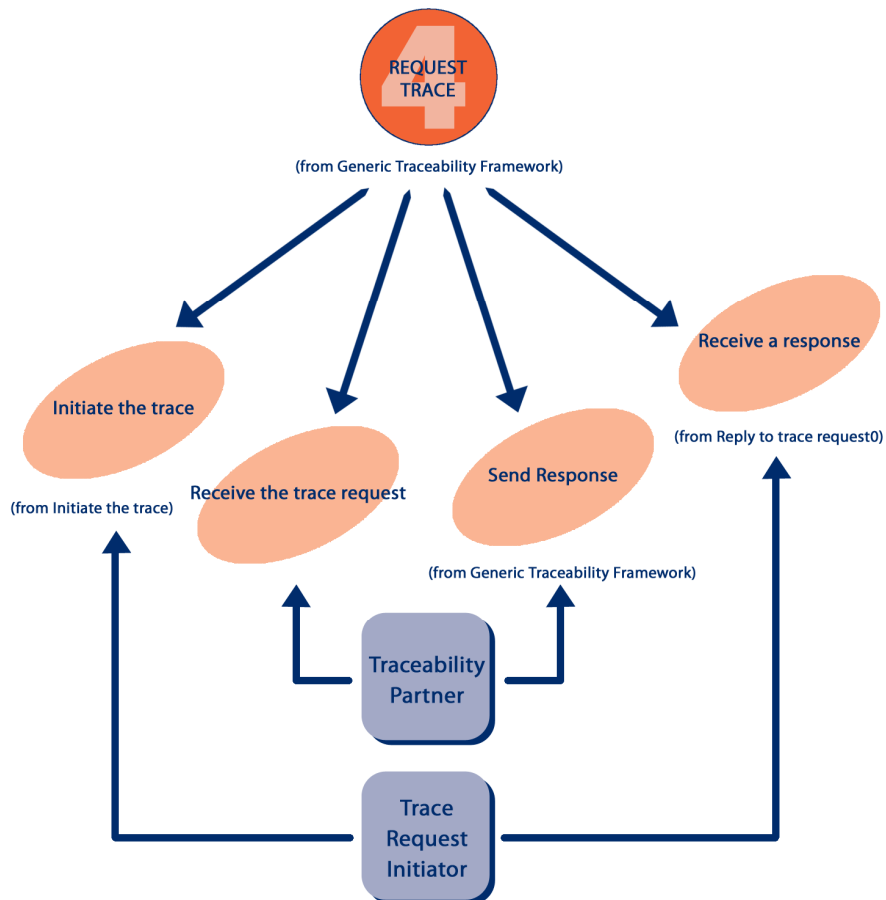 4
REQUEST
TRACE
(from Generic Traceability Framework)
Receive a response
(from Reply to trace request0)
Initiate the trace
(from Initiate the trace)
Receive the trace request
Send Response
(from Generic Traceability Framework)
Traceability
Partner
Trace
Request
Initiator